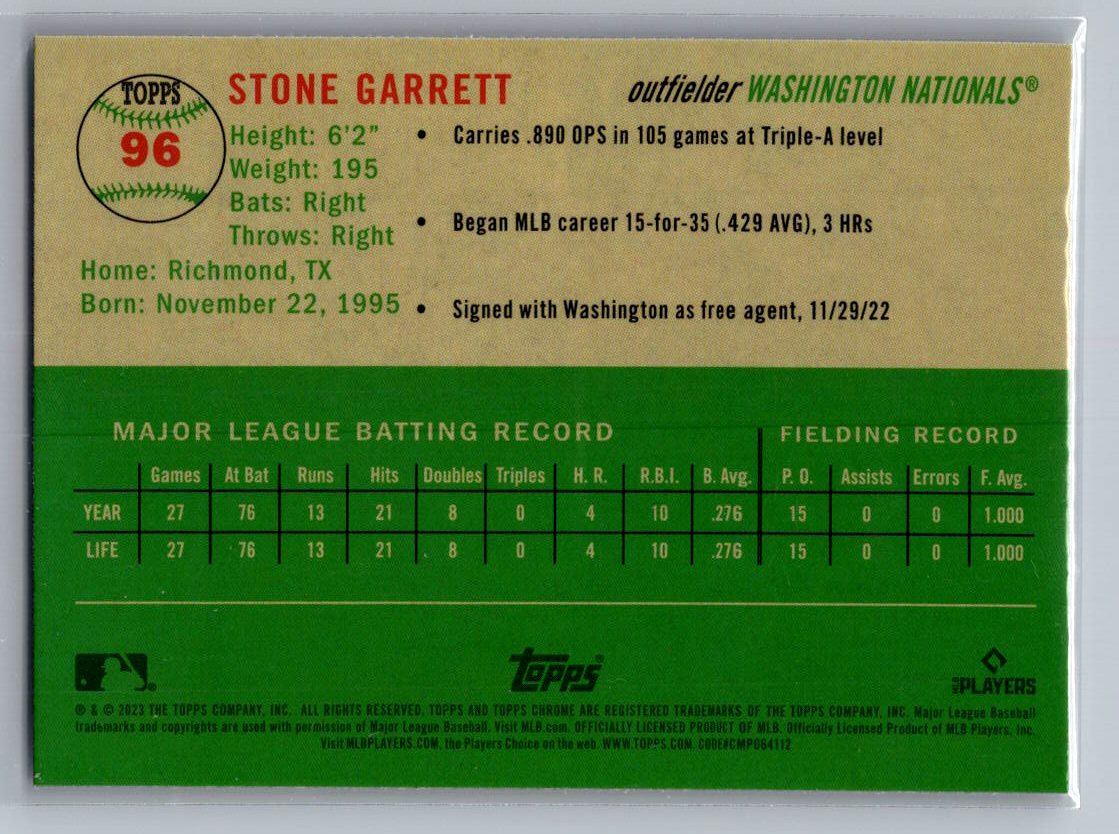 TOPPS
96
STONE GARRETT
outfielder WASHINGTON NATIONALS®
Height: 6'2"
Weight: 195
Bats: Right
Throws: Right
Home: Richmond, TX
Born: November 22, 1995
• Carries .890 OPS in 105 games at Triple-A level
• Began MLB career 15-for-35 (.429 AVG), 3 HRs
• Signed with Washington as free agent, 11/29/22
MAJOR LEAGUE BATTING RECORD FIELDING RECORD
Games At Bat Runs Hits Doubles Triples H. R. R.B.I. B. Avg. P. O. Assists Errors F. Avg.
YEAR 27 76 13 21 8 0 4 10 .276 15 0 0 1.000
LIFE 27 76 13 21 8 0 4 10 .276 15 0 0 1.000
Topps
MLB PLAYERS
® & © 2023 THE TOPPS COMPANY, INC. ALL RIGHTS RESERVED. TOPPS AND TOPPS CHROME ARE REGISTERED TRADEMARKS OF THE TOPPS COMPANY, INC. Major League Baseball
trademarks and copyrights are used with permission of Major League Baseball. Visit MLB.com. OFFICIALLY LICENSED PRODUCT OF MLB. Officially Licensed Product of MLB Players, Inc.
Visit MLBPLAYERS.COM, the Players Choice on the web. WWW.TOPPS.COM. CODE#CMP064112